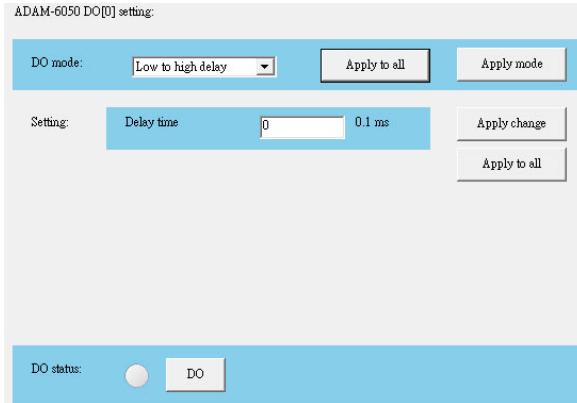 ADAM-6050 DO[0] setting:
DO mode: Low to high delay Apply to all Apply mode
Setting: Delay time 0 0.1 ms Apply change
Apply to all
DO status: DO